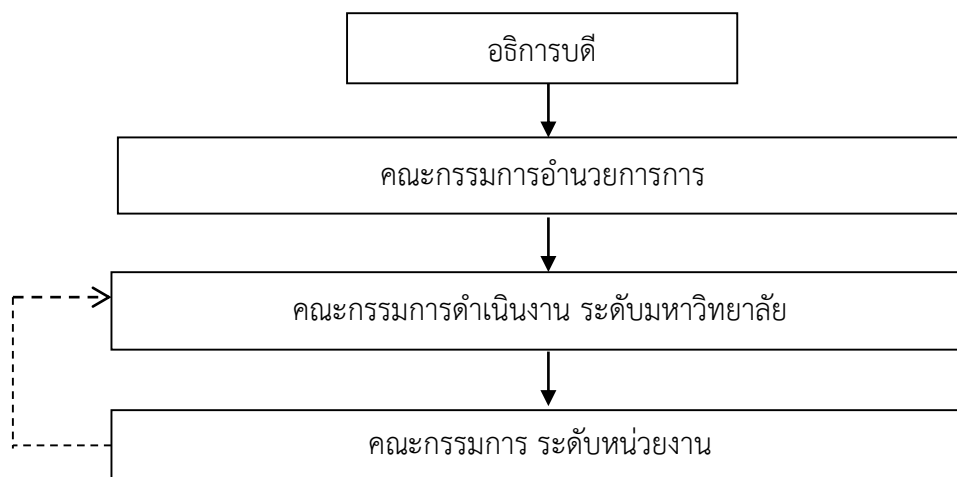 อธิการบดี
คณะกรรมการอำนวยการการ
คณะกรรมการดำเนินงาน ระดับมหาวิทยาลัย
คณะกรรมการ ระดับหน่วยงาน